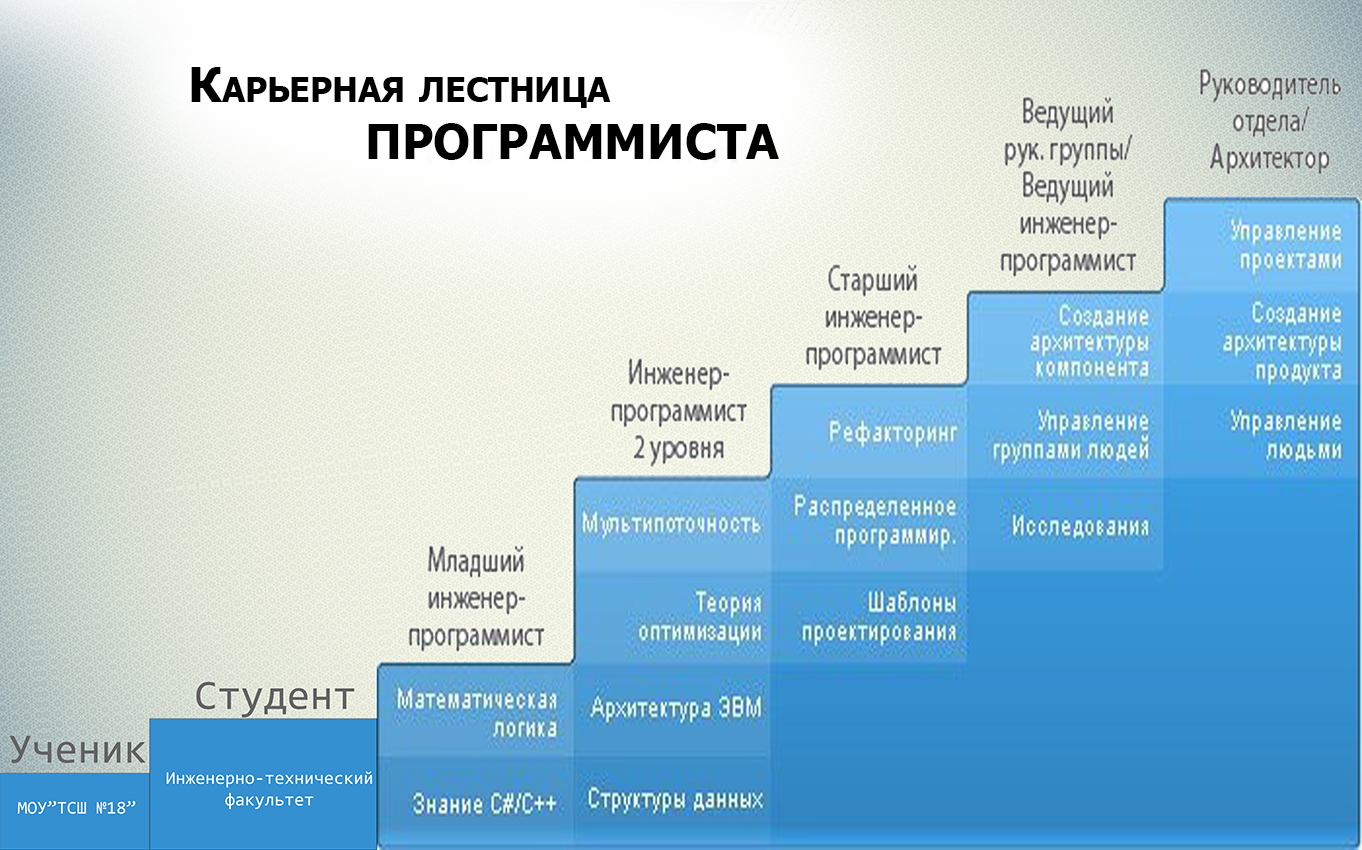 Карьерная лестница
программиста
Ученик
МОУ”ТСШ №18”
Студент
Инженерно-технический
факультет
Младший
инженер-
программист
Математическая
логика
Знание C#/C++
Инженер-
программист
2 уровня
Мультипоточность
Теория
оптимизации
Архитектура ЭВМ
Структуры данных
Старший
инженер-
программист
Рефакторинг
Распределенное
программир.
Шаблоны
проектирования
Ведущий
рук. группы/
Ведущий
инженер-
программист
Создание
архитектуры
компонента
Управление
группами людей
Исследования
Руководитель
отдела/
Архитектор
Управление
проектами
Создание
архитектуры
продукта
Управление
людьми